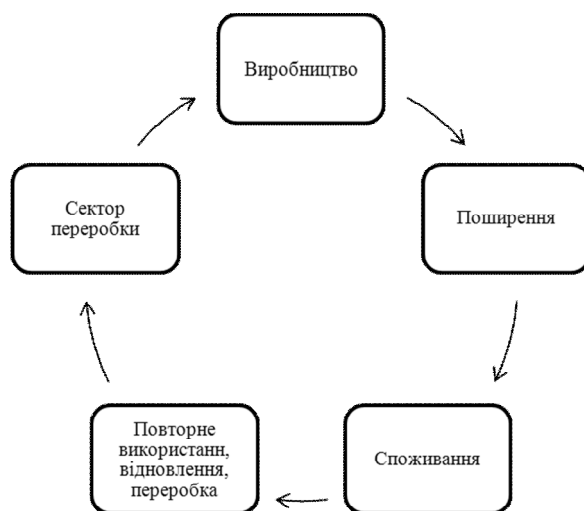 Виробництво
Поширення
Споживання
Повторне
використанн,
відновлення,
переробка
Сектор
переробки